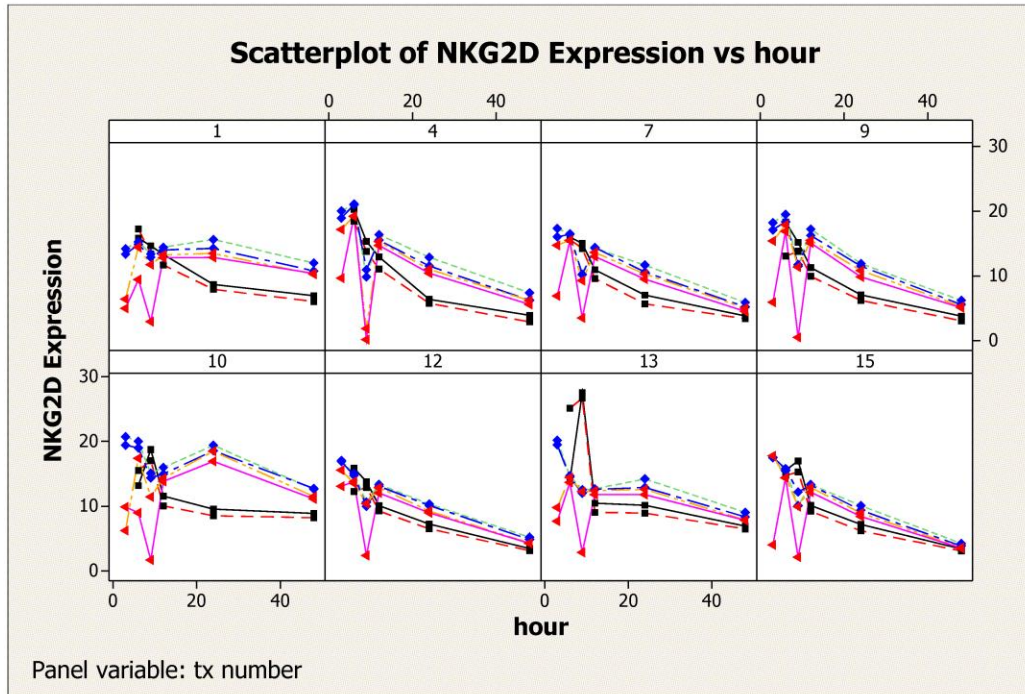 Scatterplot of NKG2D Expression vs hour
0 20 40 0 20 40
1 4 7 9
30
20
10
0
10 12 13 15
30
20
10
0
0 20 40 0 20 40
NKG2D Expression
hour
Panel variable: tx number